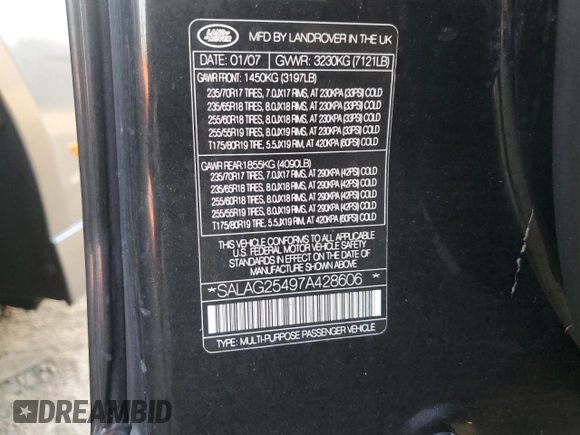 LAND ROVER
MFD BY LANDROVER IN THE UK
DATE: 01/07 GVWR: 3230KG (7121LB)
GAWR FRONT: 1450KG (3197LB)
235/70R17 TIRES, 7.0JX17 RIMS, AT 230KPA (33PSI) COLD
235/65R18 TIRES, 8.0JX18 RIMS, AT 230KPA (33PSI) COLD
255/60R18 TIRES, 8.0JX18 RIMS, AT 230KPA (33PSI) COLD
255/55R19 TIRES, 8.0JX19 RIMS, AT 230KPA (33PSI) COLD
T175/80R19 TIRE, 5.5JX19 RIM, AT 420KPA (60PSI) COLD
GAWR REAR: 1855KG (4090LB)
235/70R17 TIRES, 7.0JX17 RIMS, AT 290KPA (42PSI) COLD
235/65R18 TIRES, 8.0JX18 RIMS, AT 290KPA (42PSI) COLD
255/60R18 TIRES, 8.0JX18 RIMS, AT 290KPA (42PSI) COLD
255/55R19 TIRES, 8.0JX19 RIMS, AT 290KPA (42PSI) COLD
T175/80R19 TIRE, 5.5JX19 RIM, AT 420KPA (60PSI) COLD
THIS VEHICLE CONFORMS TO ALL APPLICABLE
U.S. FEDERAL MOTOR VEHICLE SAFETY
STANDARDS IN EFFECT ON THE DATE OF
MANUFACTURE SHOWN ABOVE.
*SALAG25497A428606*
TYPE: MULTI-PURPOSE PASSENGER VEHICLE
DREAMBID